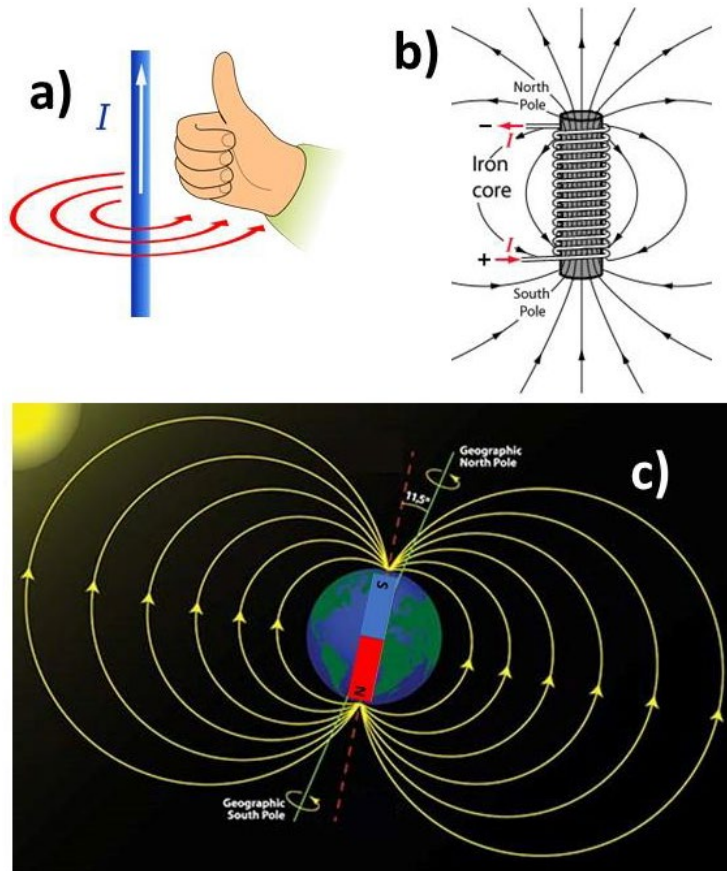 a)
I
b)
North
Pole
−
I
Iron
core
+
I
South
Pole
c)
Geographic
North Pole
11,5°
S
N
Geographic
South Pole